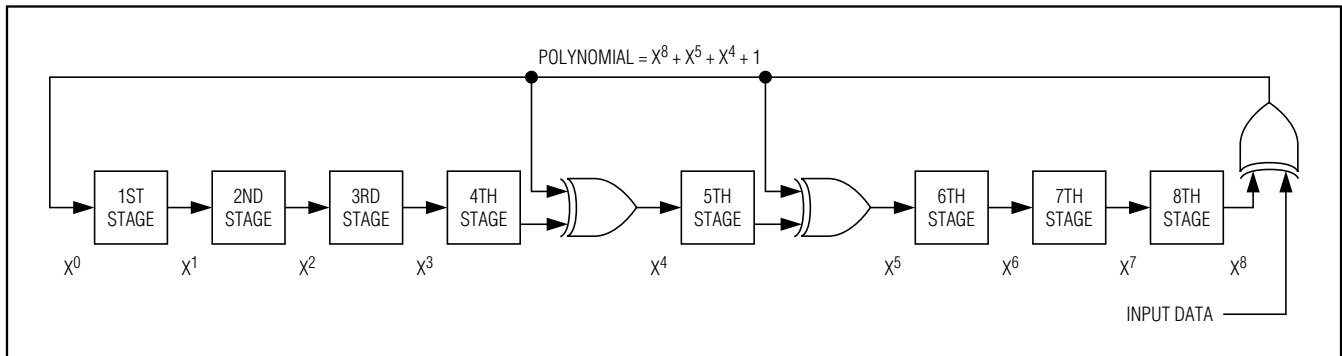 POLYNOMIAL = X⁸ + X⁵ + X⁴ + 1
1ST
STAGE
2ND
STAGE
3RD
STAGE
4TH
STAGE
5TH
STAGE
6TH
STAGE
7TH
STAGE
8TH
STAGE
X⁰
X¹
X²
X³
X⁴
X⁵
X⁶
X⁷
X⁸
INPUT DATA